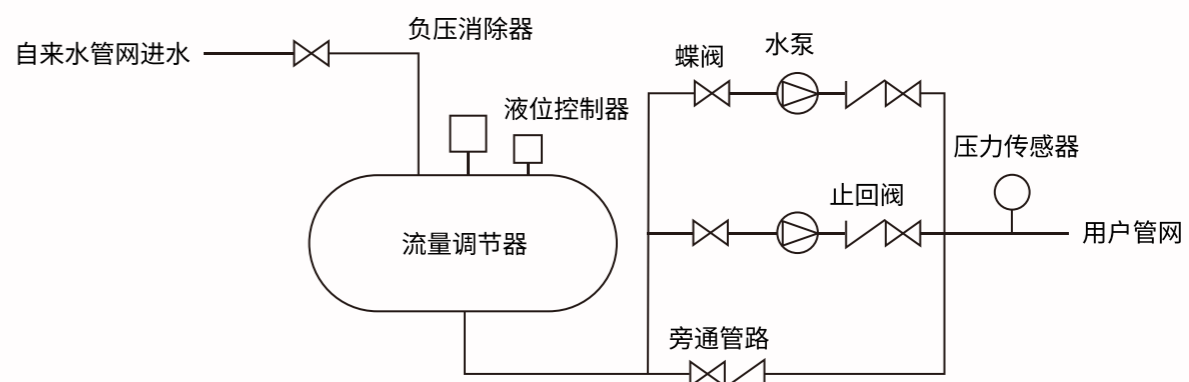 负压消除器
自来水管网进水
蝶阀
水泵
液位控制器
压力传感器
止回阀
流量调节器
用户管网
旁通管路